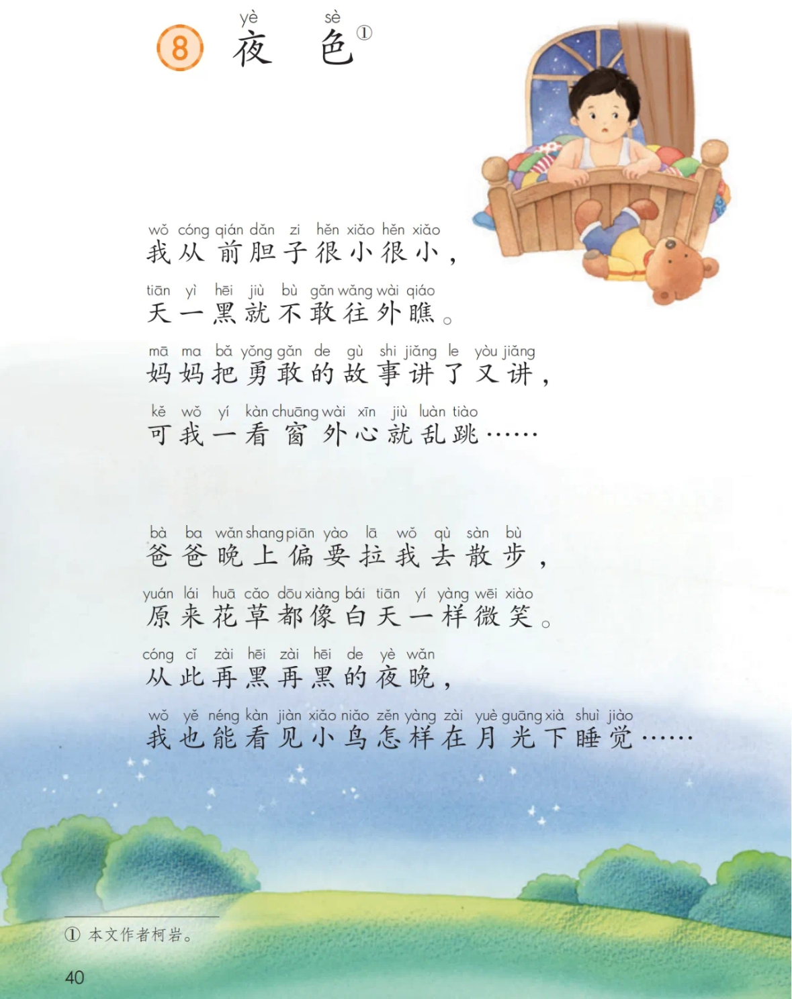 yè sè
8 夜 色①
wǒ cóng qián dǎn zi hěn xiǎo hěn xiǎo
我从前胆子很小很小，
tiān yì hēi jiù bù gǎn wǎng wài qiáo
天一黑就不敢往外瞧。
mā ma bǎ yǒng gǎn de gù shi jiǎng le yòu jiǎng
妈妈把勇敢的故事讲了又讲，
kě wǒ yí kàn chuāng wài xīn jiù luàn tiào
可我一看窗外心就乱跳……
bà ba wǎn shang piān yào lā wǒ qù sàn bù
爸爸晚上偏要拉我去散步，
yuán lái huā cǎo dōu xiàng bái tiān yí yàng wēi xiào
原来花草都像白天一样微笑。
cóng cǐ zài hēi zài hēi de yè wǎn
从此再黑再黑的夜晚，
wǒ yě néng kàn jiàn xiǎo niǎo zěn yàng zài yuè guāng xià shuì jiào
我也能看见小鸟怎样在月光下睡觉……
① 本文作者柯岩。
40